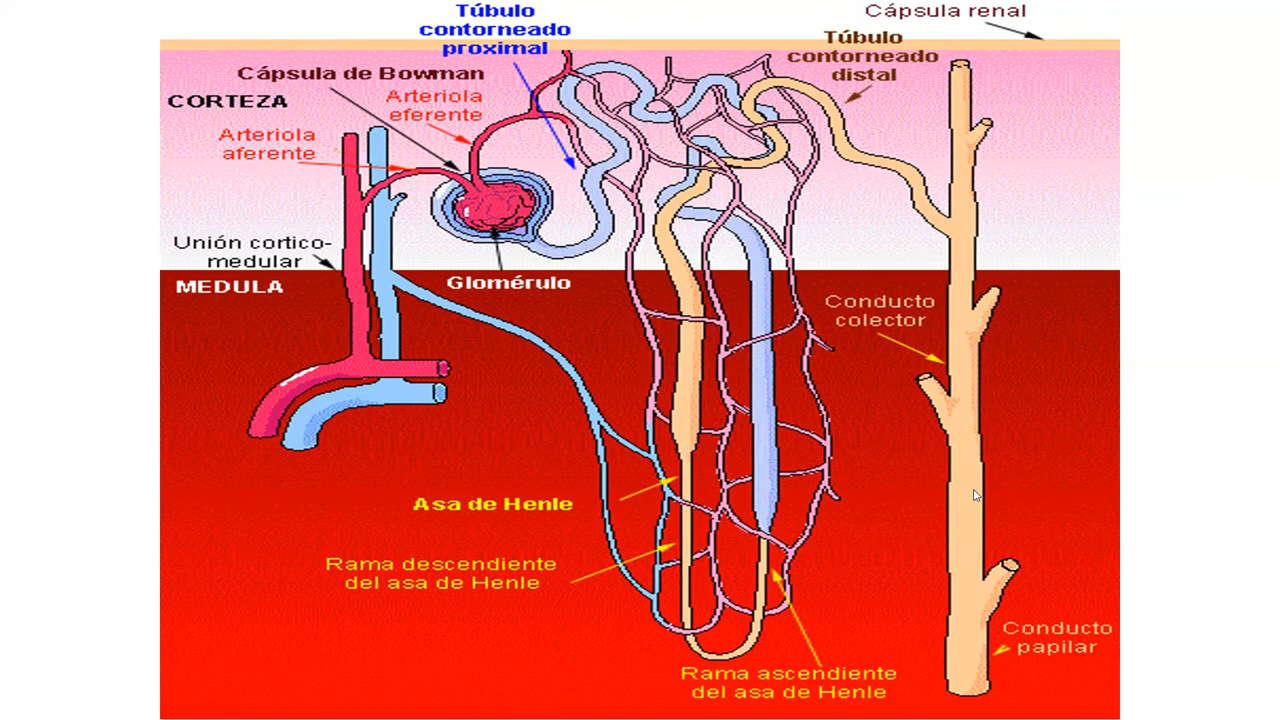 Túbulo
contorneado
proximal
Cápsula renal
Túbulo
contorneado
distal
Cápsula de Bowman
CORTEZA
Arteriola
eferente
Arteriola
aferente
Unión cortico-
medular
MEDULA
Glomérulo
Conducto
colector
Asa de Henle
Rama descendiente
del asa de Henle
Conducto
papilar
Rama ascendiente
del asa de Henle